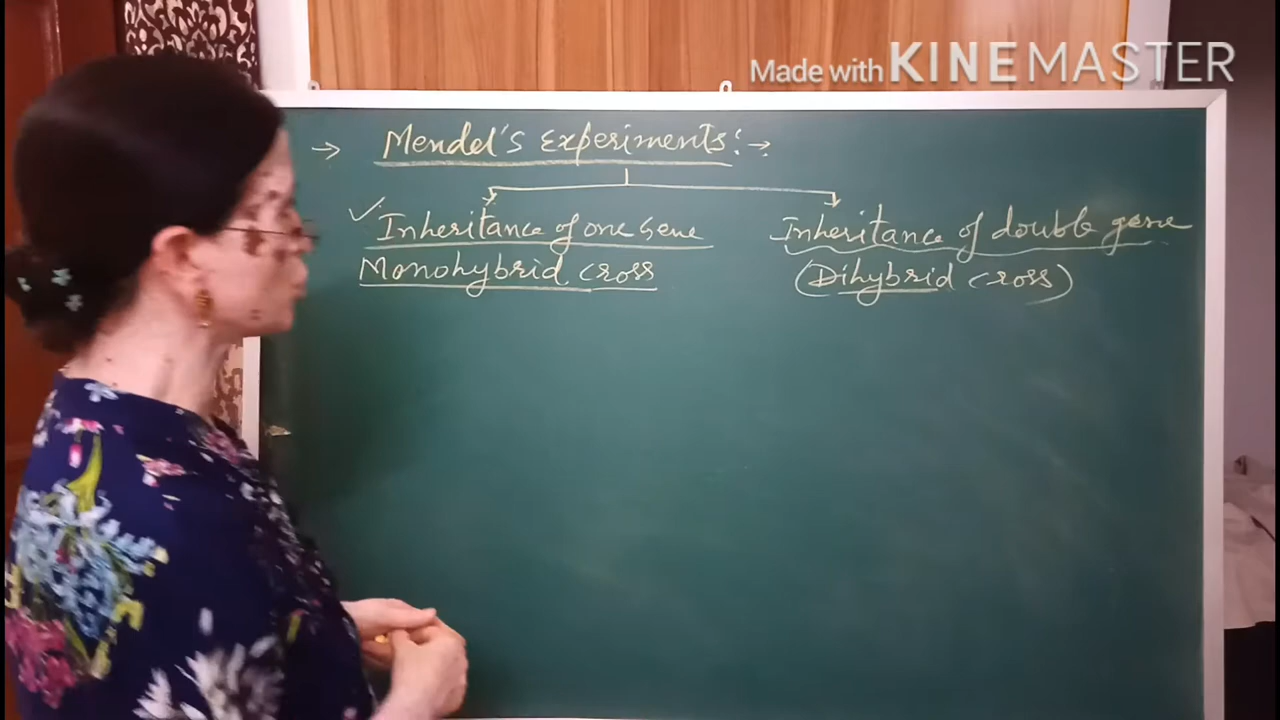 Made with KINEMASTER
→ Mendel's Experiments:→
✓ Inheritance of one Gene
Monohybrid cross
Inheritance of double gene
(Dihybrid cross)